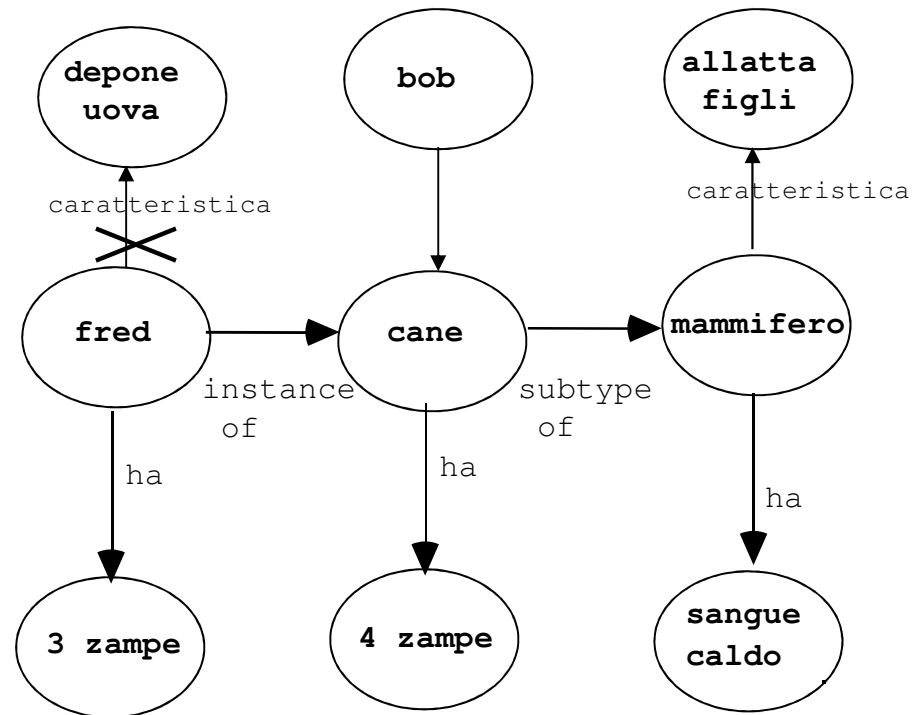 depone
uova
bob
allatta
figli
caratteristica
caratteristica
fred
cane
mammifero
instance
of
subtype
of
ha
ha
ha
3 zampe
4 zampe
sangue
caldo